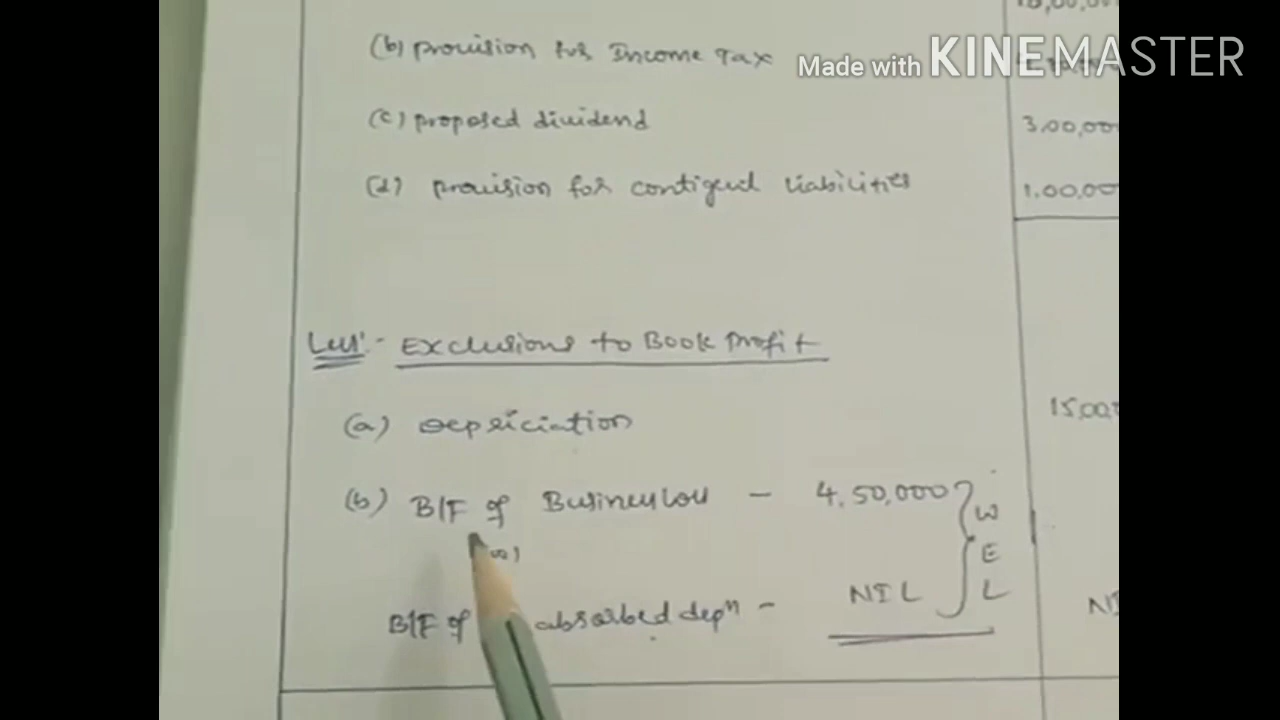 (b) provision for Income Tax
Made with KINEMASTER
(c) proposed dividend 3,00,00
(d) provision for contigent liabilities 1,00,00
Less:- Exclusions to Book Profit
(a) Depriciation 15,00
(b) B/F of Business loss - 4,50,000 W
E
B/F of absorbed depn - NIL L NI